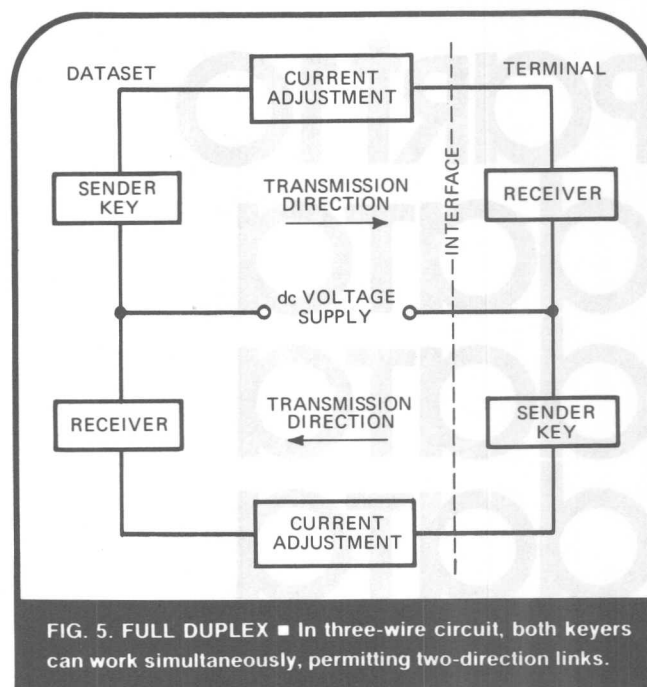 DATASET
CURRENT
ADJUSTMENT
TERMINAL
SENDER
KEY
TRANSMISSION
DIRECTION
INTERFACE
RECEIVER
dc VOLTAGE
SUPPLY
RECEIVER
TRANSMISSION
DIRECTION
SENDER
KEY
CURRENT
ADJUSTMENT
FIG. 5. FULL DUPLEX ■ In three-wire circuit, both keyers
can work simultaneously, permitting two-direction links.